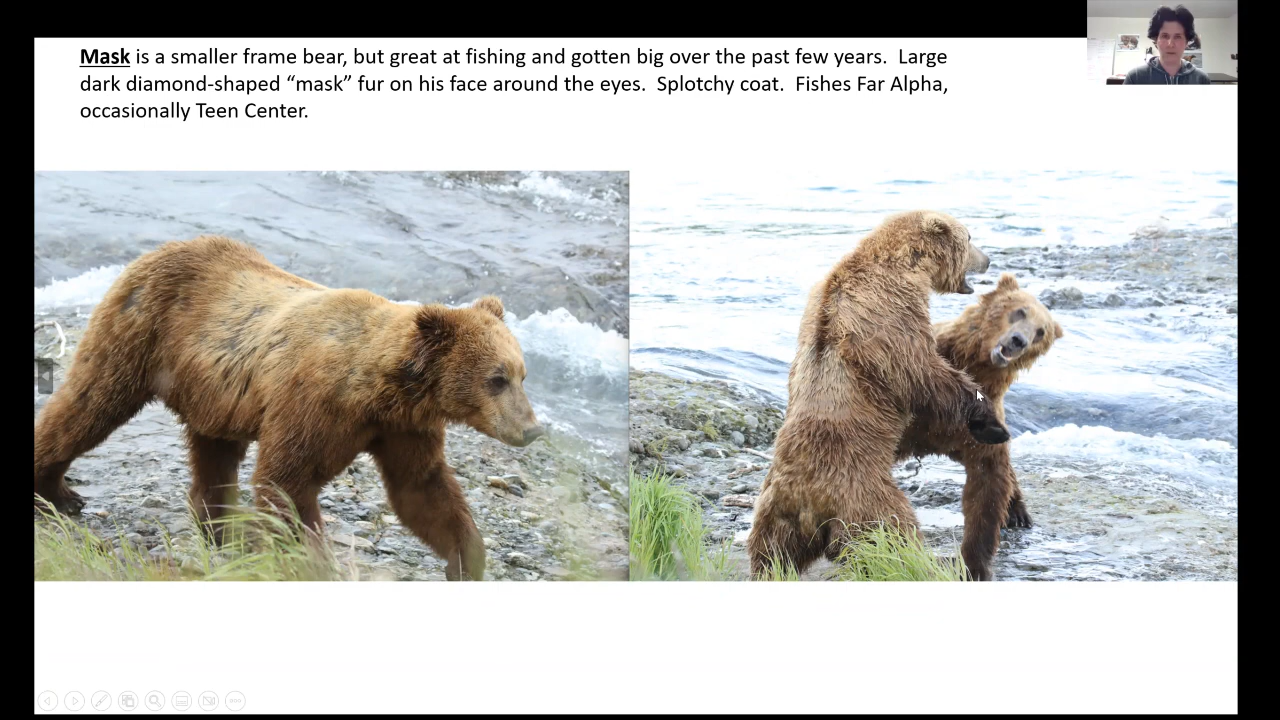 Mask is a smaller frame bear, but great at fishing and gotten big over the past few years.  Large
dark diamond-shaped “mask” fur on his face around the eyes.  Splotchy coat.  Fishes Far Alpha,
occasionally Teen Center.